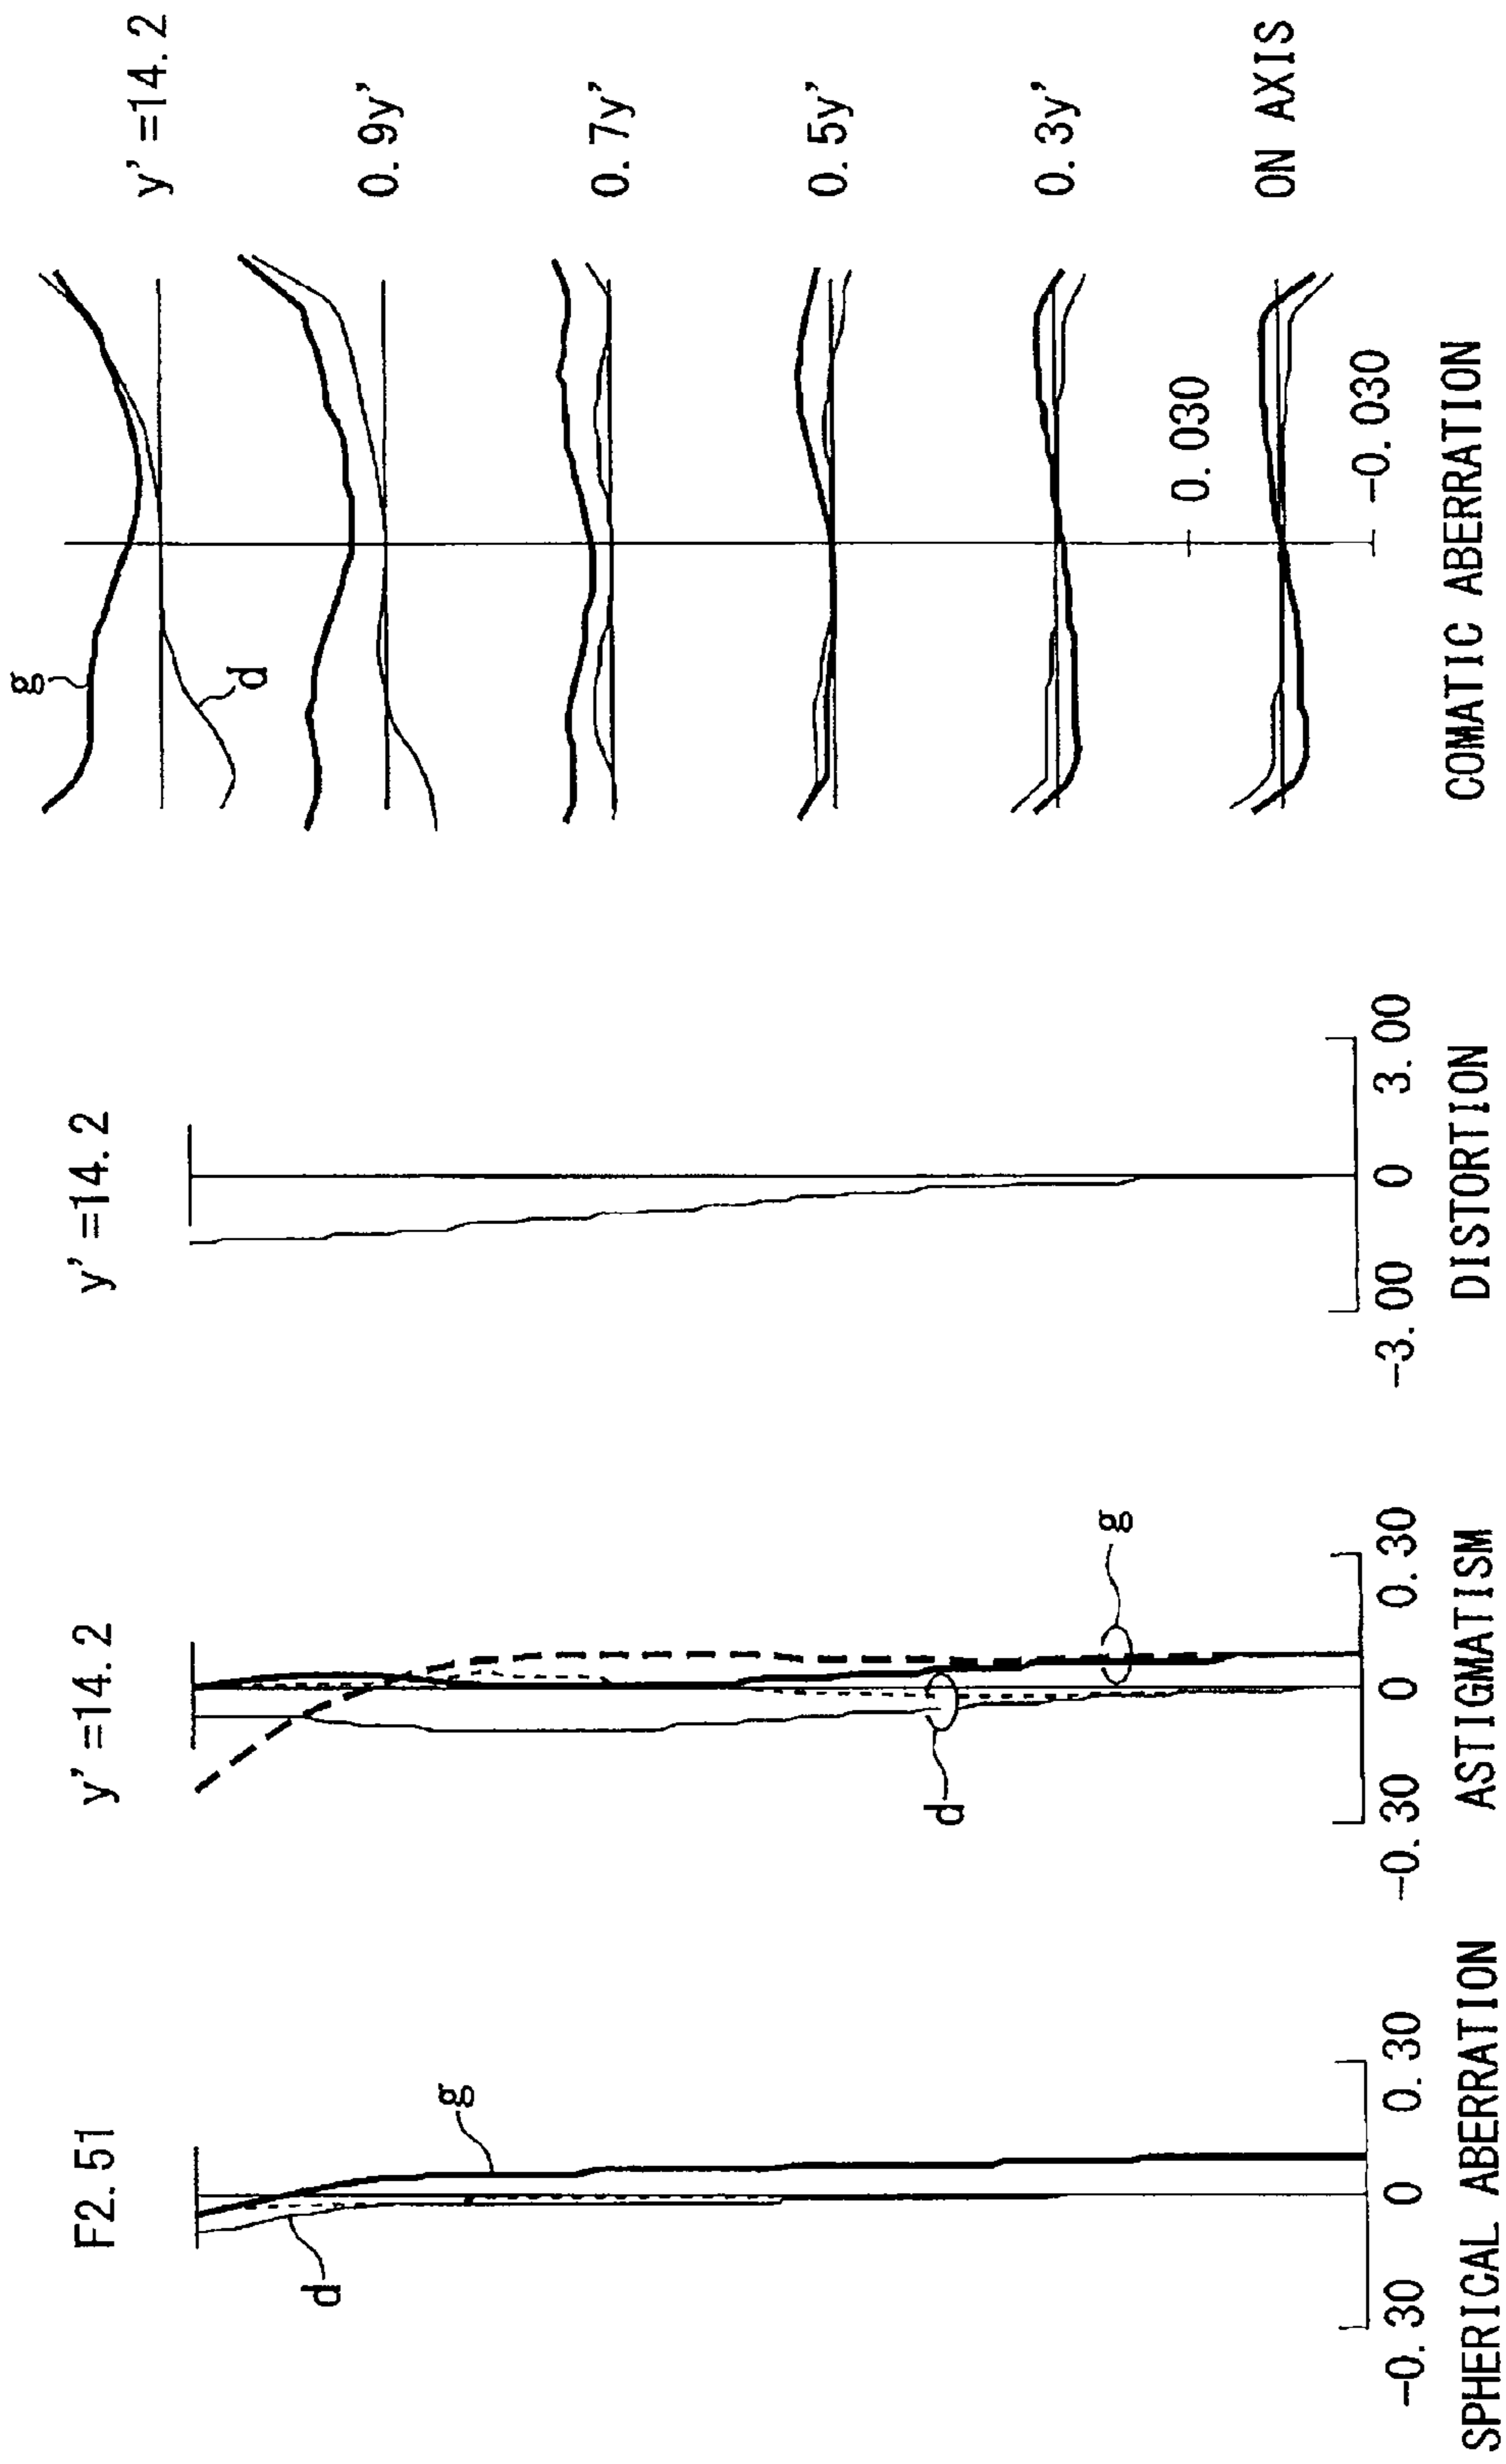 F2.51
g
d
-0.30
0
0.30
SPHERICAL ABERRATION
y'=14.2
g
d
-0.30
0
0.30
ASTIGMATISM
y'=14.2
-3.00
0
3.00
DISTORTION
g
d
y'=14.2
0.9y'
0.7y'
0.5y'
0.3y'
0.030
ON AXIS
-0.030
COMATIC ABERRATION